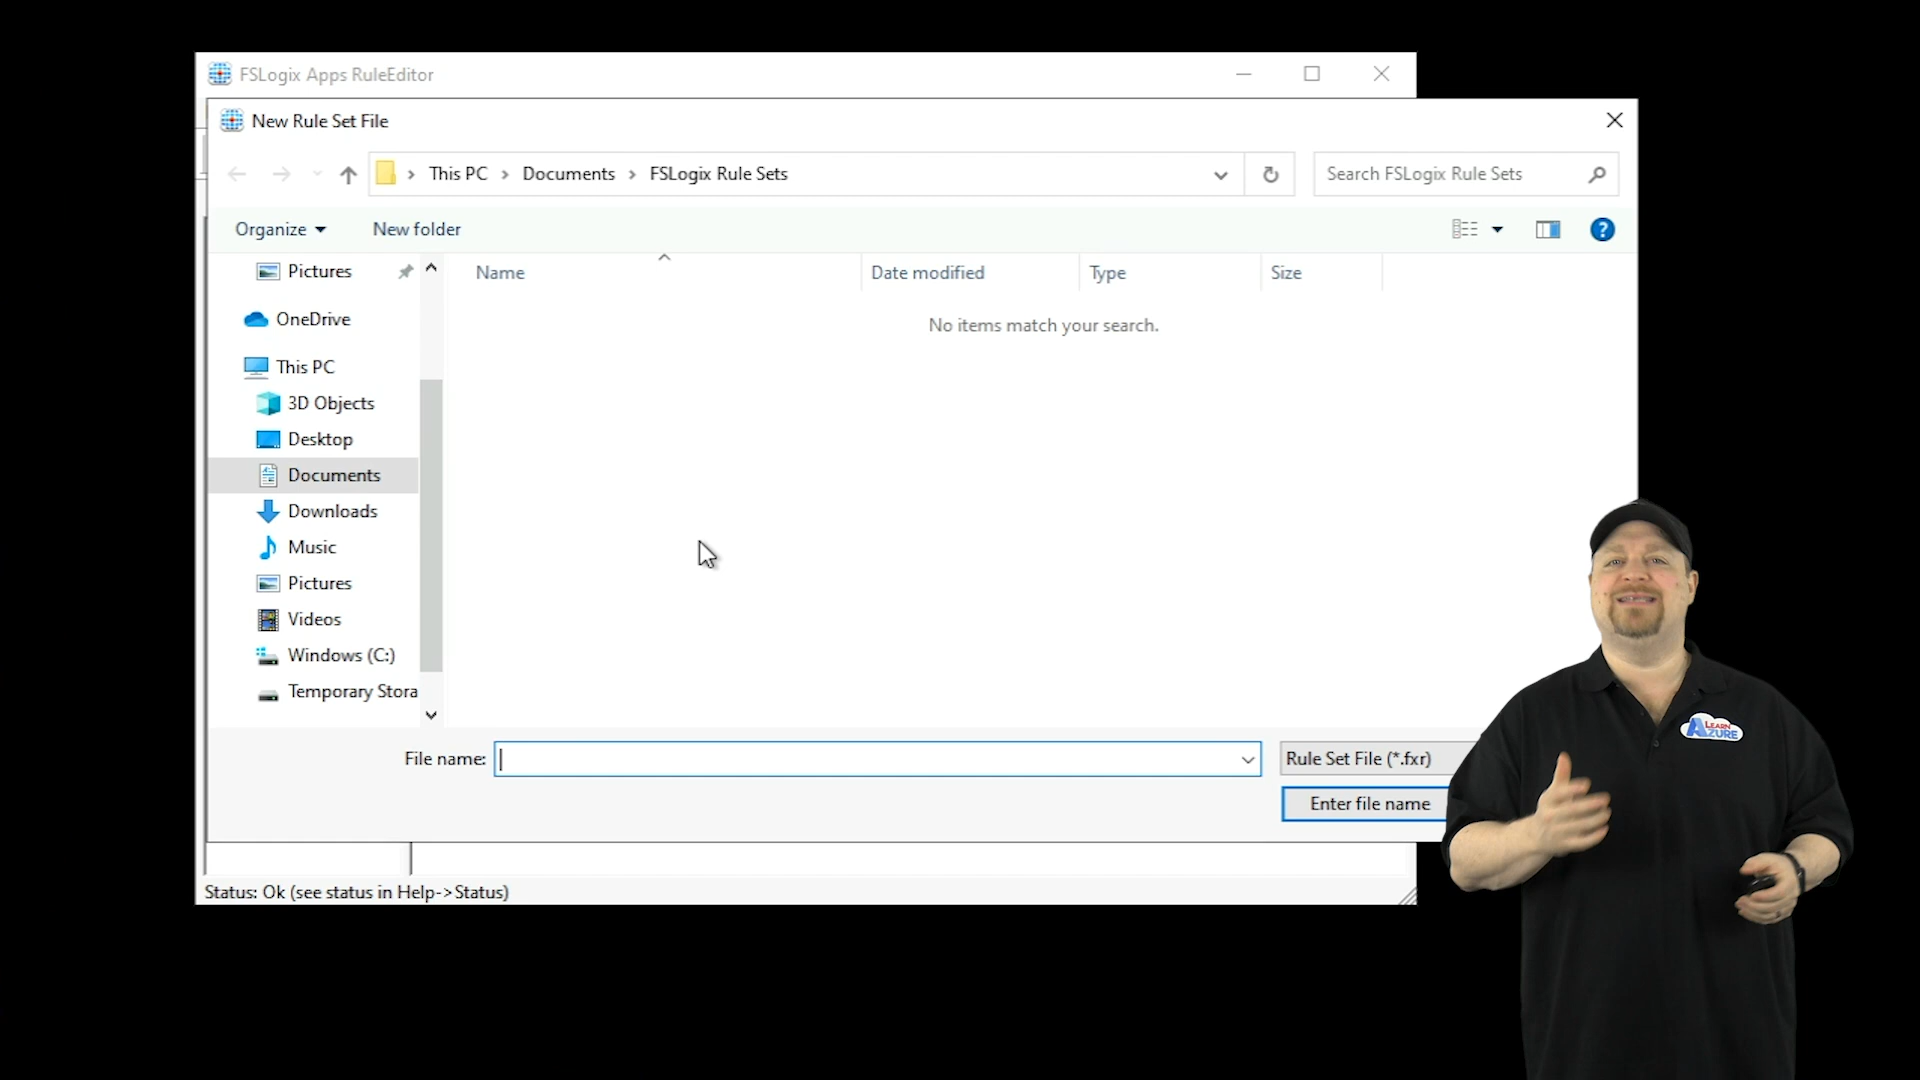 FSLogix Apps RuleEditor
New Rule Set File
This PC > Documents > FSLogix Rule Sets
Search FSLogix Rule Sets
Organize
New folder
Name
Date modified
Type
Size
No items match your search.
Pictures
OneDrive
This PC
3D Objects
Desktop
Documents
Downloads
Music
Pictures
Videos
Windows (C:)
Temporary Stora
File name:
Rule Set File (*.fxr)
Enter file name
Status: Ok (see status in Help->Status)
LEARN
AZURE